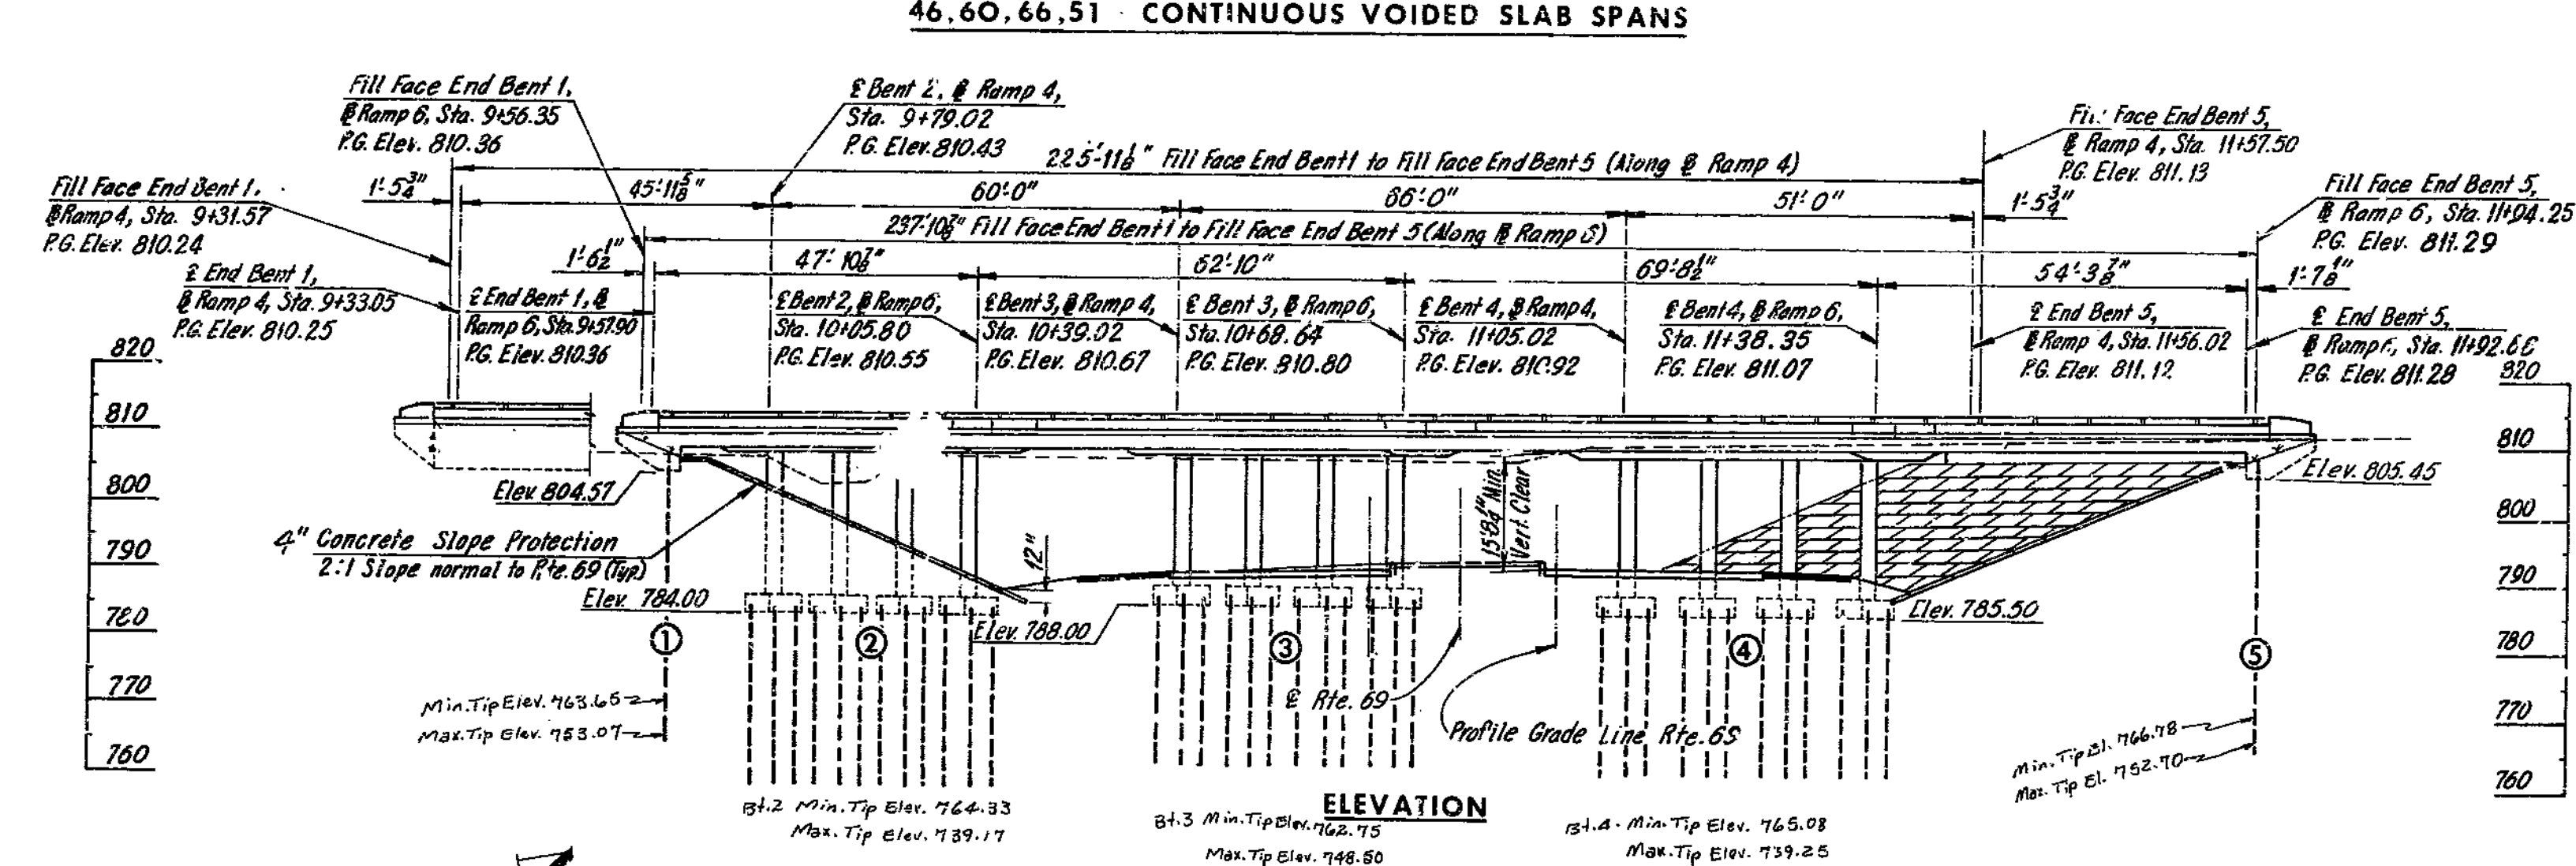 46,60,66,51 CONTINUOUS VOIDED SLAB SPANS
Fill Face End Bent 1,
℄ Ramp 6, Sta. 9+56.35
P.G. Elev. 810.36
℄ Bent 2, ℄ Ramp 4,
Sta. 9+79.02
P.G. Elev. 810.43
Face End Bent 5,
℄ Ramp 4, Sta. 11+57.50
P.G. Elev. 811.13
225'-11⅛" Fill Face End Bent 1 to Fill Face End Bent 5 (Along ℄ Ramp 4)
Fill Face End Bent 1,
℄ Ramp 4, Sta. 9+31.57
P.G. Elev. 810.24
1'-5¾"
45'-11⅝"
60'-0"
66'-0"
51'-0"
1'-5¾"
Fill Face End Bent 5,
℄ Ramp 6, Sta. 11+94.25
P.G. Elev. 811.29
237'-10⅞" Fill Face End Bent 1 to Fill Face End Bent 5 (Along ℄ Ramp 6)
1'-6½"
47'-10⅞"
62'-10"
69'-8½"
54'-3⅞"
1'-7⅛"
℄ End Bent 1,
℄ Ramp 4, Sta. 9+33.05
P.G. Elev. 810.25
℄ End Bent 1, ℄
Ramp 6, Sta. 9+57.90
P.G. Elev. 810.36
℄ Bent 2, ℄ Ramp 6,
Sta. 10+05.80
P.G. Elev. 810.55
℄ Bent 3, ℄ Ramp 4,
Sta. 10+39.02
P.G. Elev. 810.67
℄ Bent 3, ℄ Ramp 6,
Sta. 10+68.64
P.G. Elev. 810.80
℄ Bent 4, ℄ Ramp 4,
Sta. 11+05.02
P.G. Elev. 810.92
℄ Bent 4, ℄ Ramp 6,
Sta. 11+38.35
P.G. Elev. 811.07
℄ End Bent 5,
℄ Ramp 4, Sta. 11+56.02
P.G. Elev. 811.12
℄ End Bent 5,
℄ Ramp, Sta.
P.G. Elev. 811.28
820
810
800
790
780
770
760
820
810
800
790
780
770
760
Elev. 804.57
Elev. 805.45
15'-8¼" Min.
Vert. Clear
4" Concrete Slope Protection
2:1 Slope normal to Rte. 69 (Typ)
12"
Elev. 784.00
Elev. 788.00
Elev. 785.50
①
②
③
④
⑤
℄ Rte. 69
Profile Grade Line Rte. 69
Min. Tip Elev. 763.65
Max. Tip Elev. 753.07
Min. Tip El. 766.78
Max. Tip El. 752.70
Bt.2 Min. Tip Elev. 764.33
Max. Tip Elev. 739.17
ELEVATION
Bt.3 Min. Tip Elev. 762.75
Max. Tip Elev. 748.50
Bt.4 - Min. Tip Elev. 765.08
Max. Tip Elev. 739.25